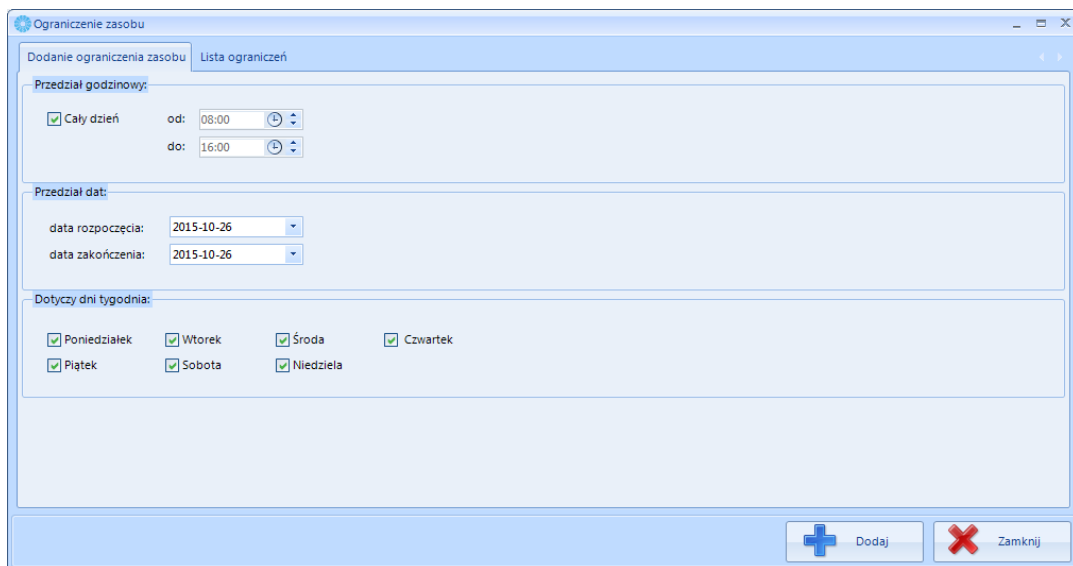 Ograniczenie zasobu
Dodanie ograniczenia zasobu Lista ograniczeń
Przedział godzinowy:
Cały dzień od: 08:00
do: 16:00
Przedział dat:
data rozpoczęcia: 2015-10-26
data zakończenia: 2015-10-26
Dotyczy dni tygodnia:
Poniedziałek Wtorek Środa Czwartek
Piątek Sobota Niedziela
Dodaj Zamknij